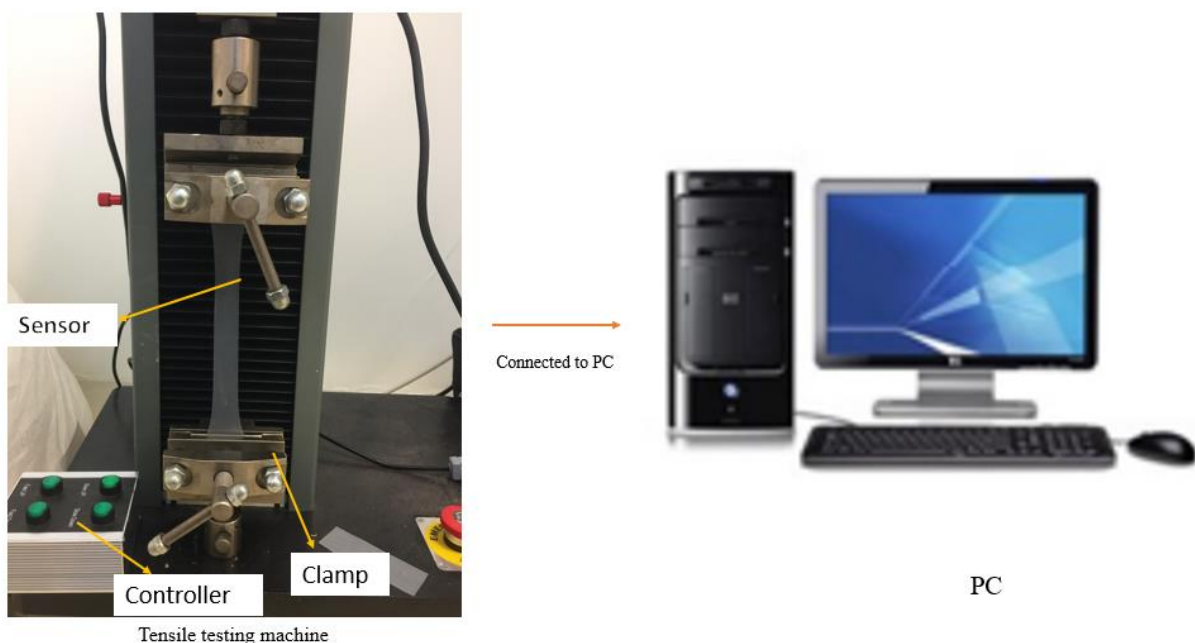 Sensor
Connected to PC
Clamp
Controller
PC
Tensile testing machine